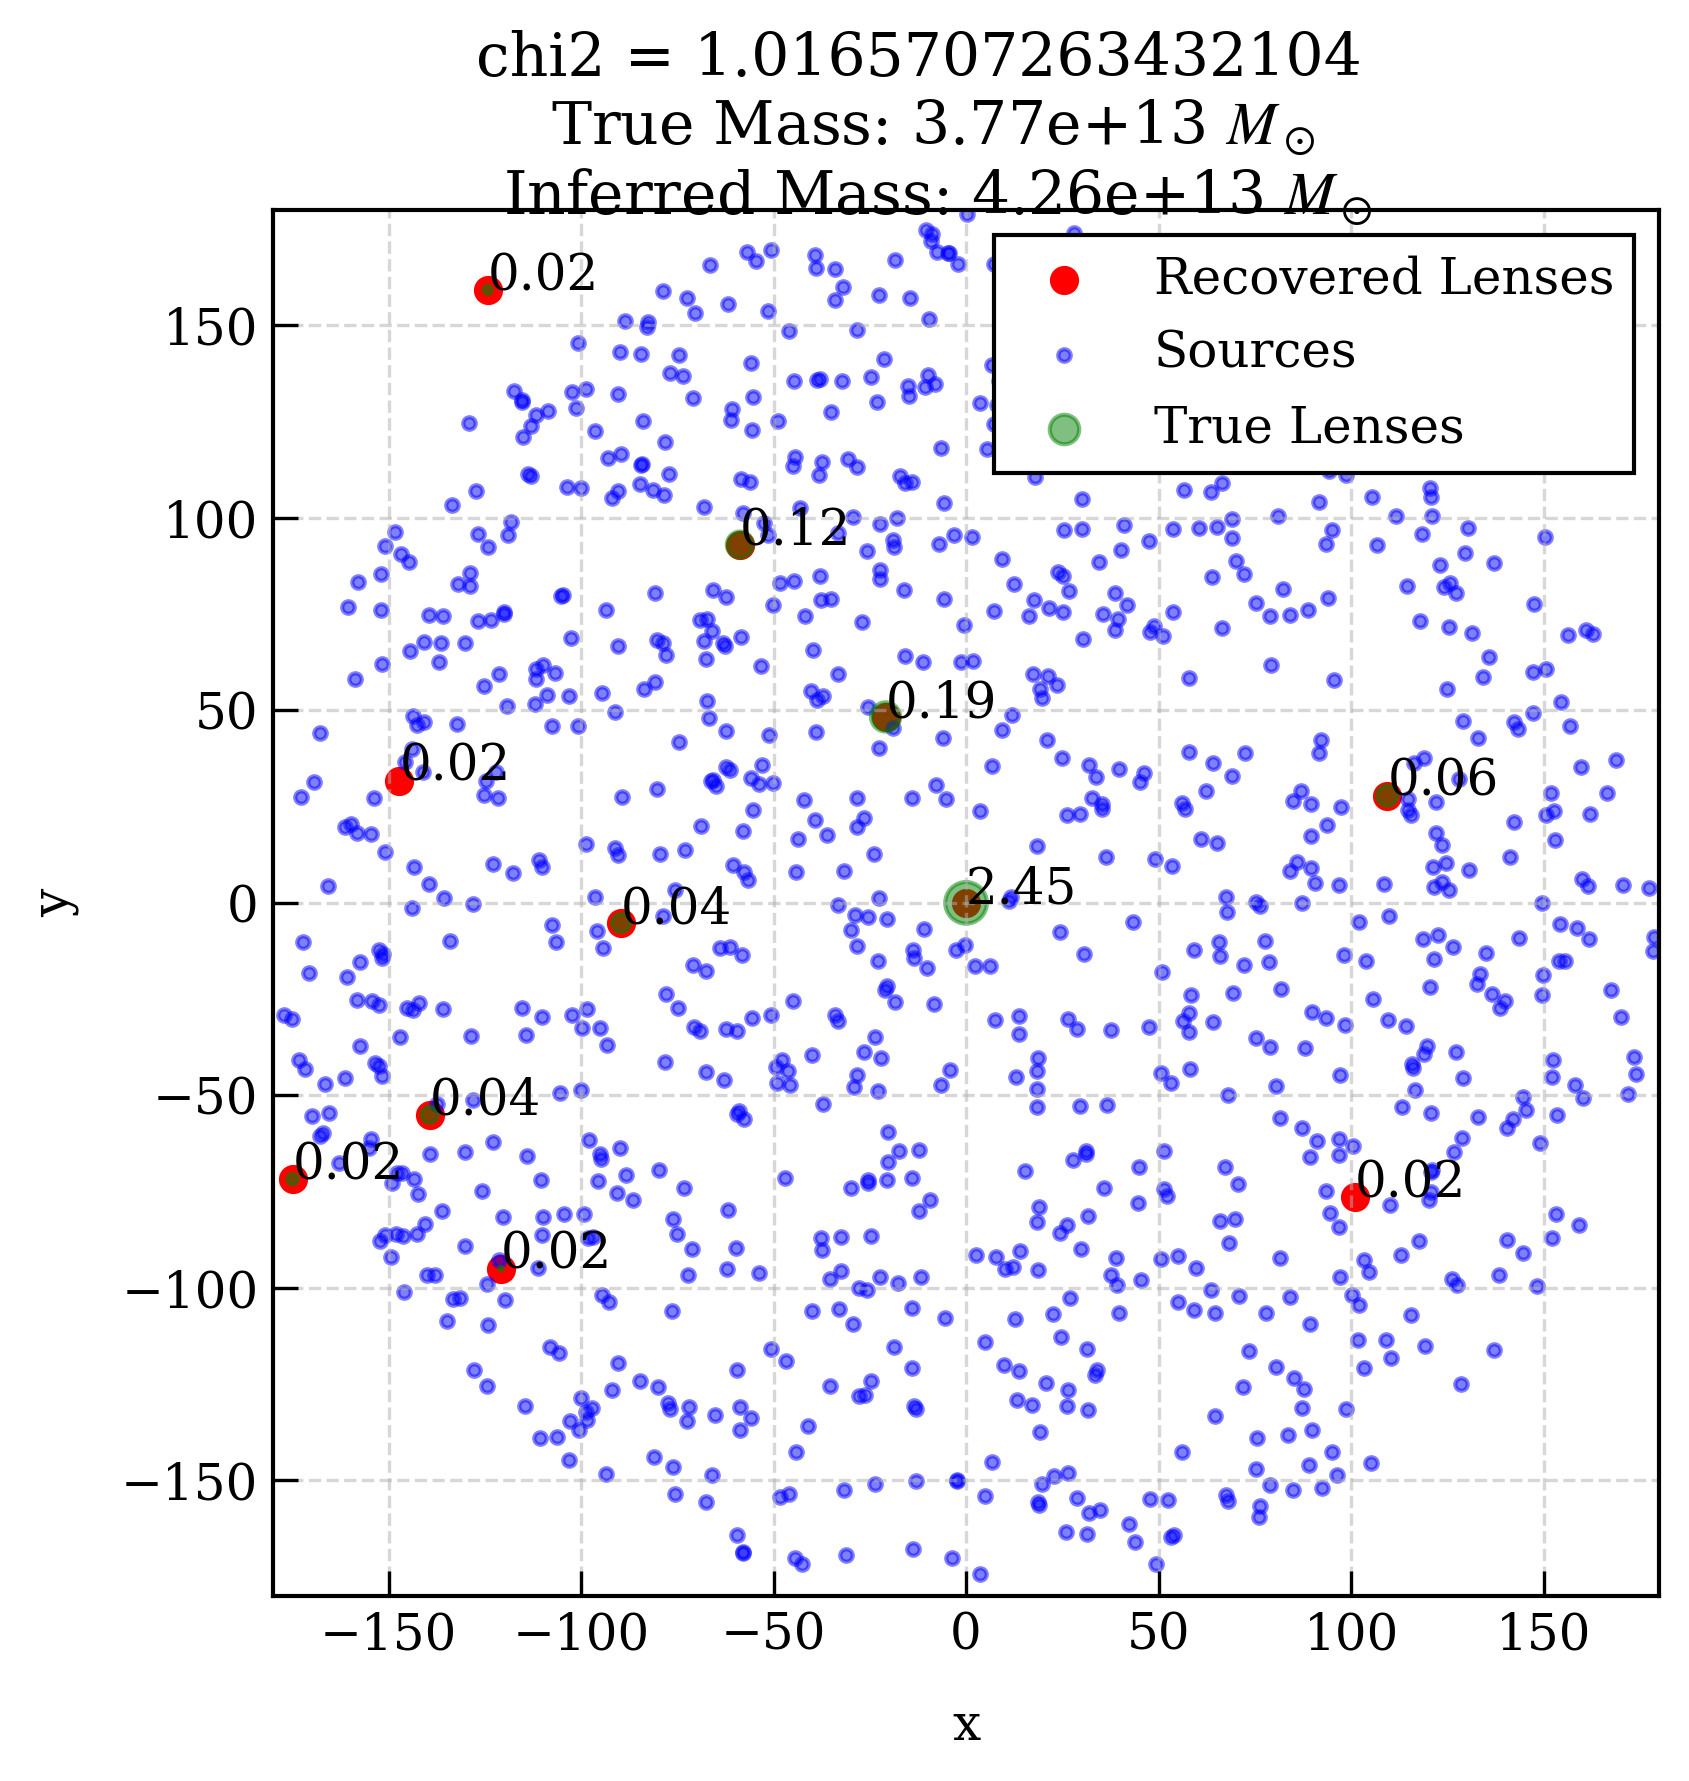 chi2 = 1.0165707263432104
True Mass: 3.77e+13 M⊙
Inferred Mass: 4.26e+13 M⊙
Recovered Lenses
Sources
True Lenses
0.02
0.12
0.19
0.02
0.06
2.45
0.04
0.04
0.02
0.02
0.02
150
100
50
0
−50
−100
−150
y
−150 −100 −50 0 50 100 150
x